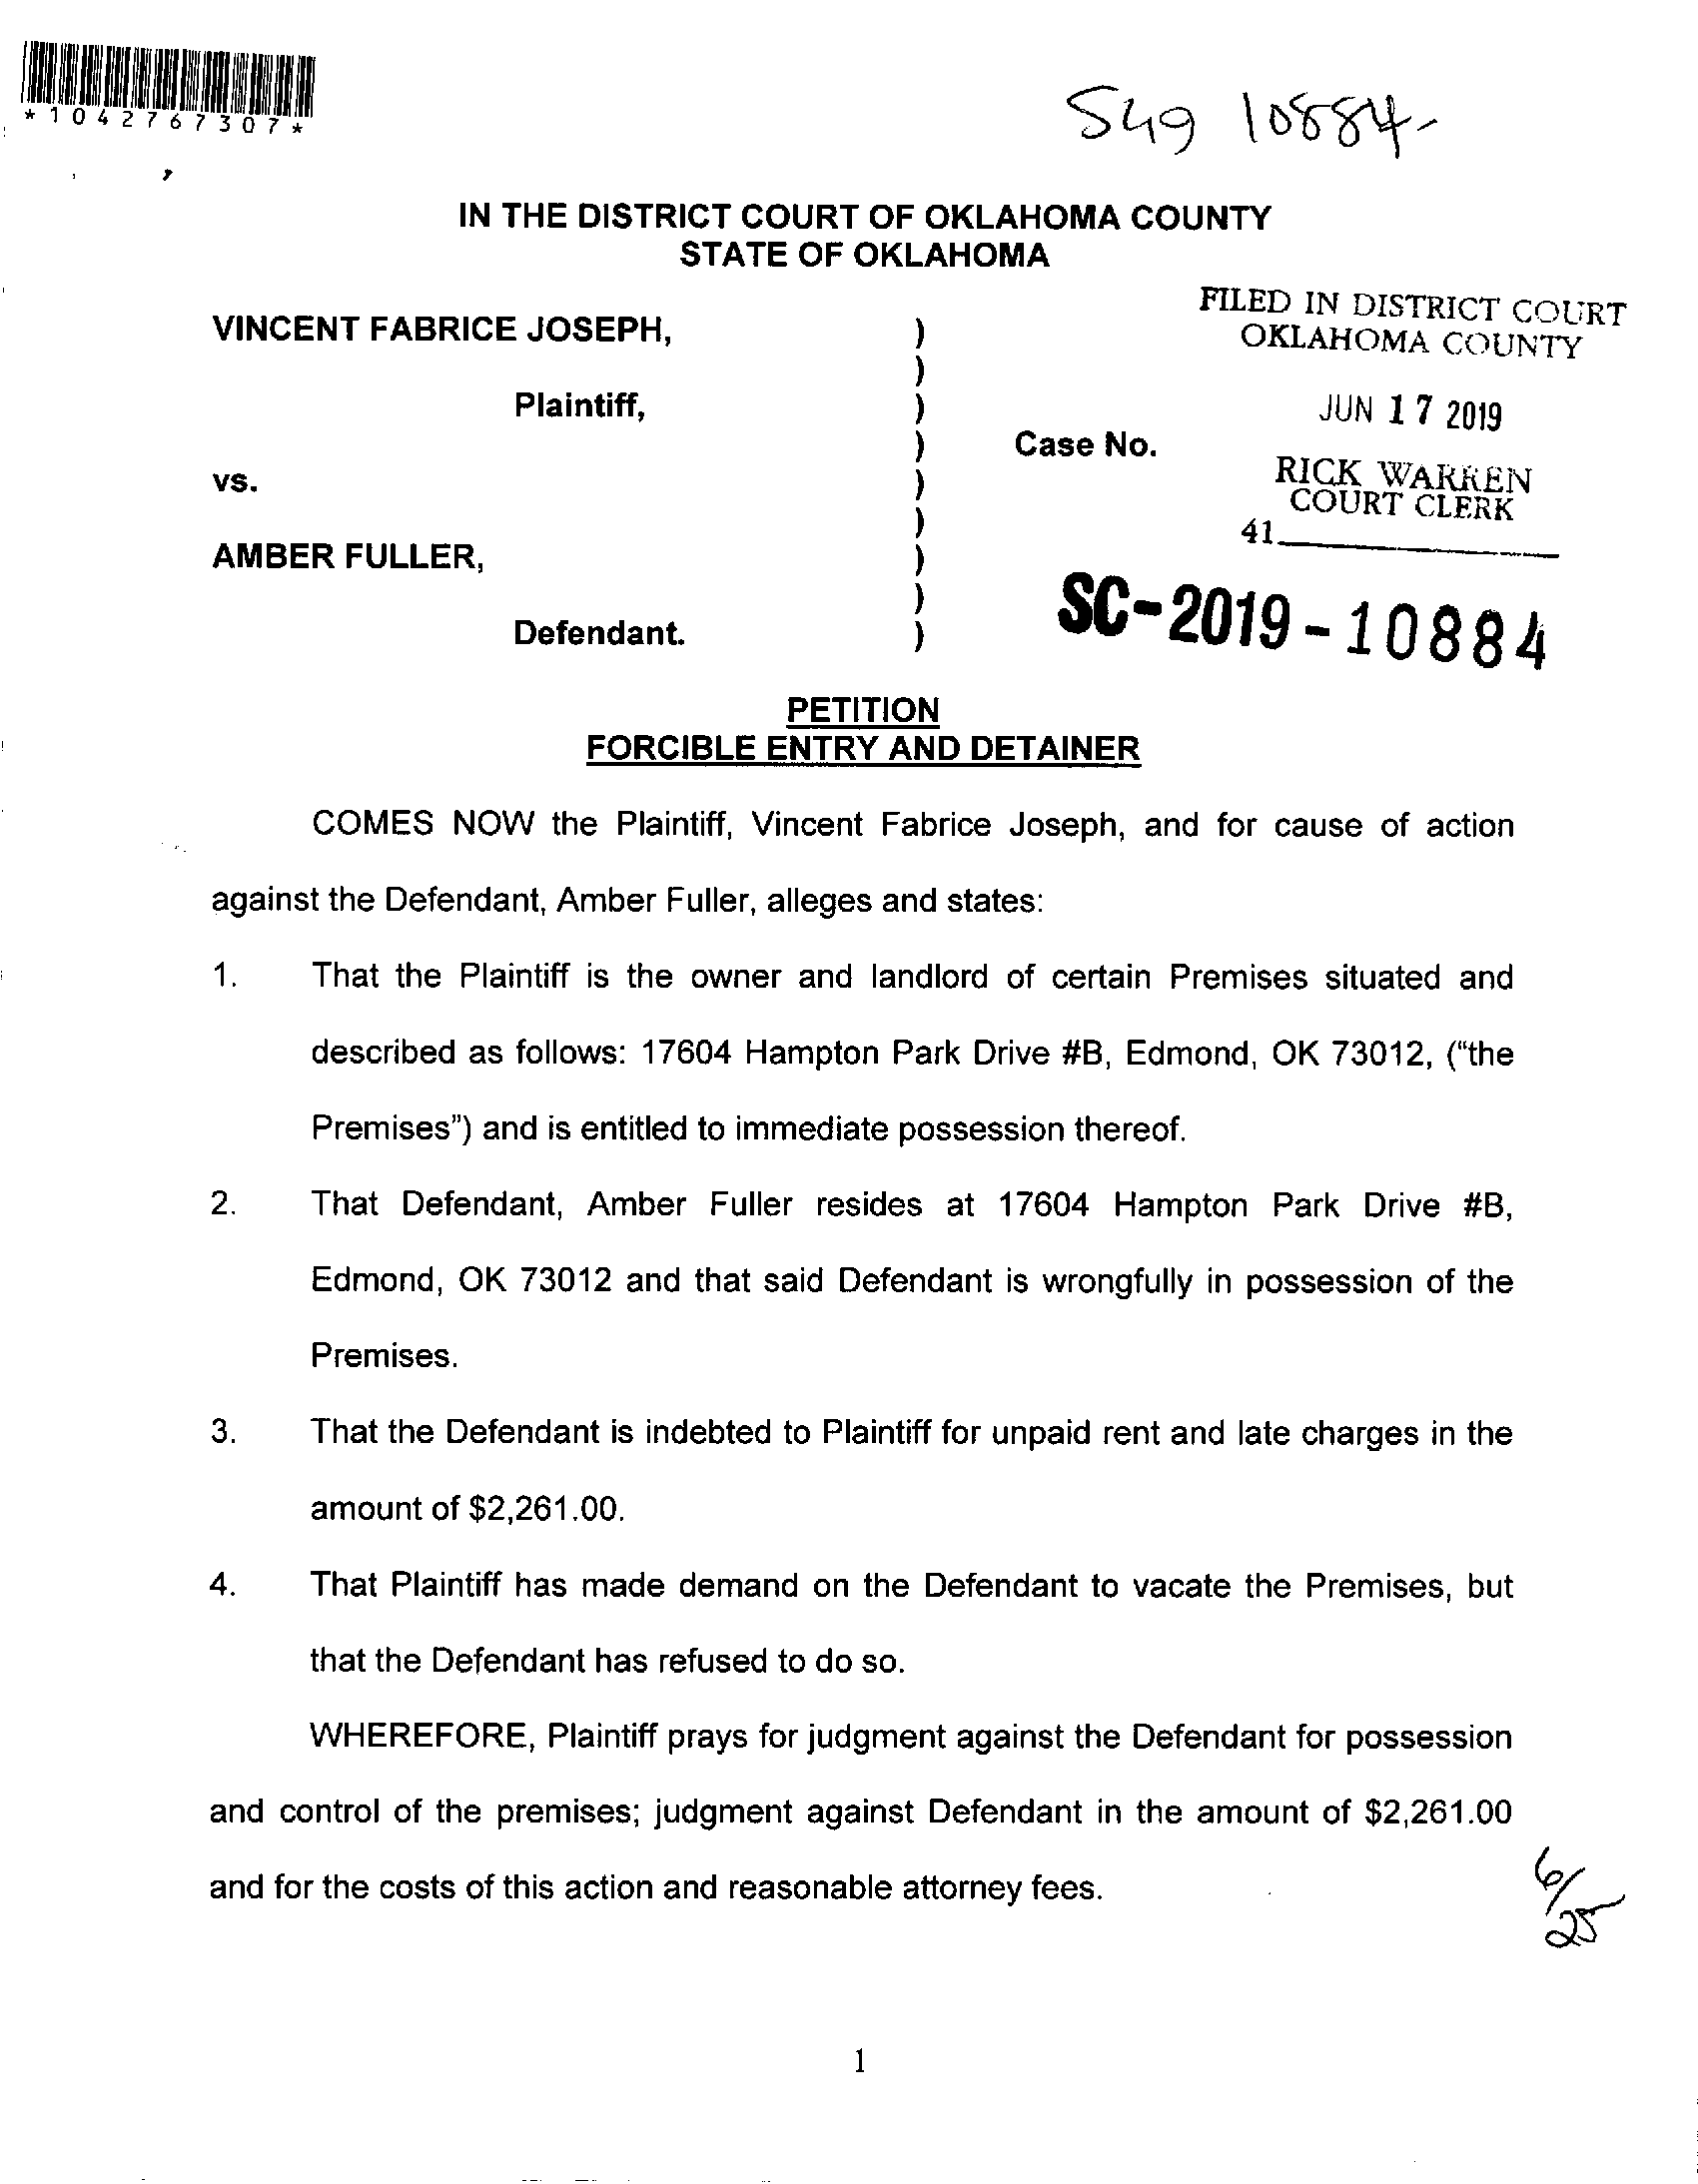 *1042767307*
S49 10884
IN THE DISTRICT COURT OF OKLAHOMA COUNTY
STATE OF OKLAHOMA
FILED IN DISTRICT COURT
OKLAHOMA COUNTY
VINCENT FABRICE JOSEPH, )
)
Plaintiff, )
JUN 17 2019
) Case No.
RICK WARREN
COURT CLERK
vs. )
)
41
AMBER FULLER, )
)
SC-2019-10884
Defendant. )
PETITION
FORCIBLE ENTRY AND DETAINER
COMES NOW the Plaintiff, Vincent Fabrice Joseph, and for cause of action
against the Defendant, Amber Fuller, alleges and states:
1. That the Plaintiff is the owner and landlord of certain Premises situated and
described as follows: 17604 Hampton Park Drive #B, Edmond, OK 73012, (“the
Premises”) and is entitled to immediate possession thereof.
2. That Defendant, Amber Fuller resides at 17604 Hampton Park Drive #B,
Edmond, OK 73012 and that said Defendant is wrongfully in possession of the
Premises.
3. That the Defendant is indebted to Plaintiff for unpaid rent and late charges in the
amount of $2,261.00.
4. That Plaintiff has made demand on the Defendant to vacate the Premises, but
that the Defendant has refused to do so.
WHEREFORE, Plaintiff prays for judgment against the Defendant for possession
and control of the premises; judgment against Defendant in the amount of $2,261.00
and for the costs of this action and reasonable attorney fees.
6/25
1